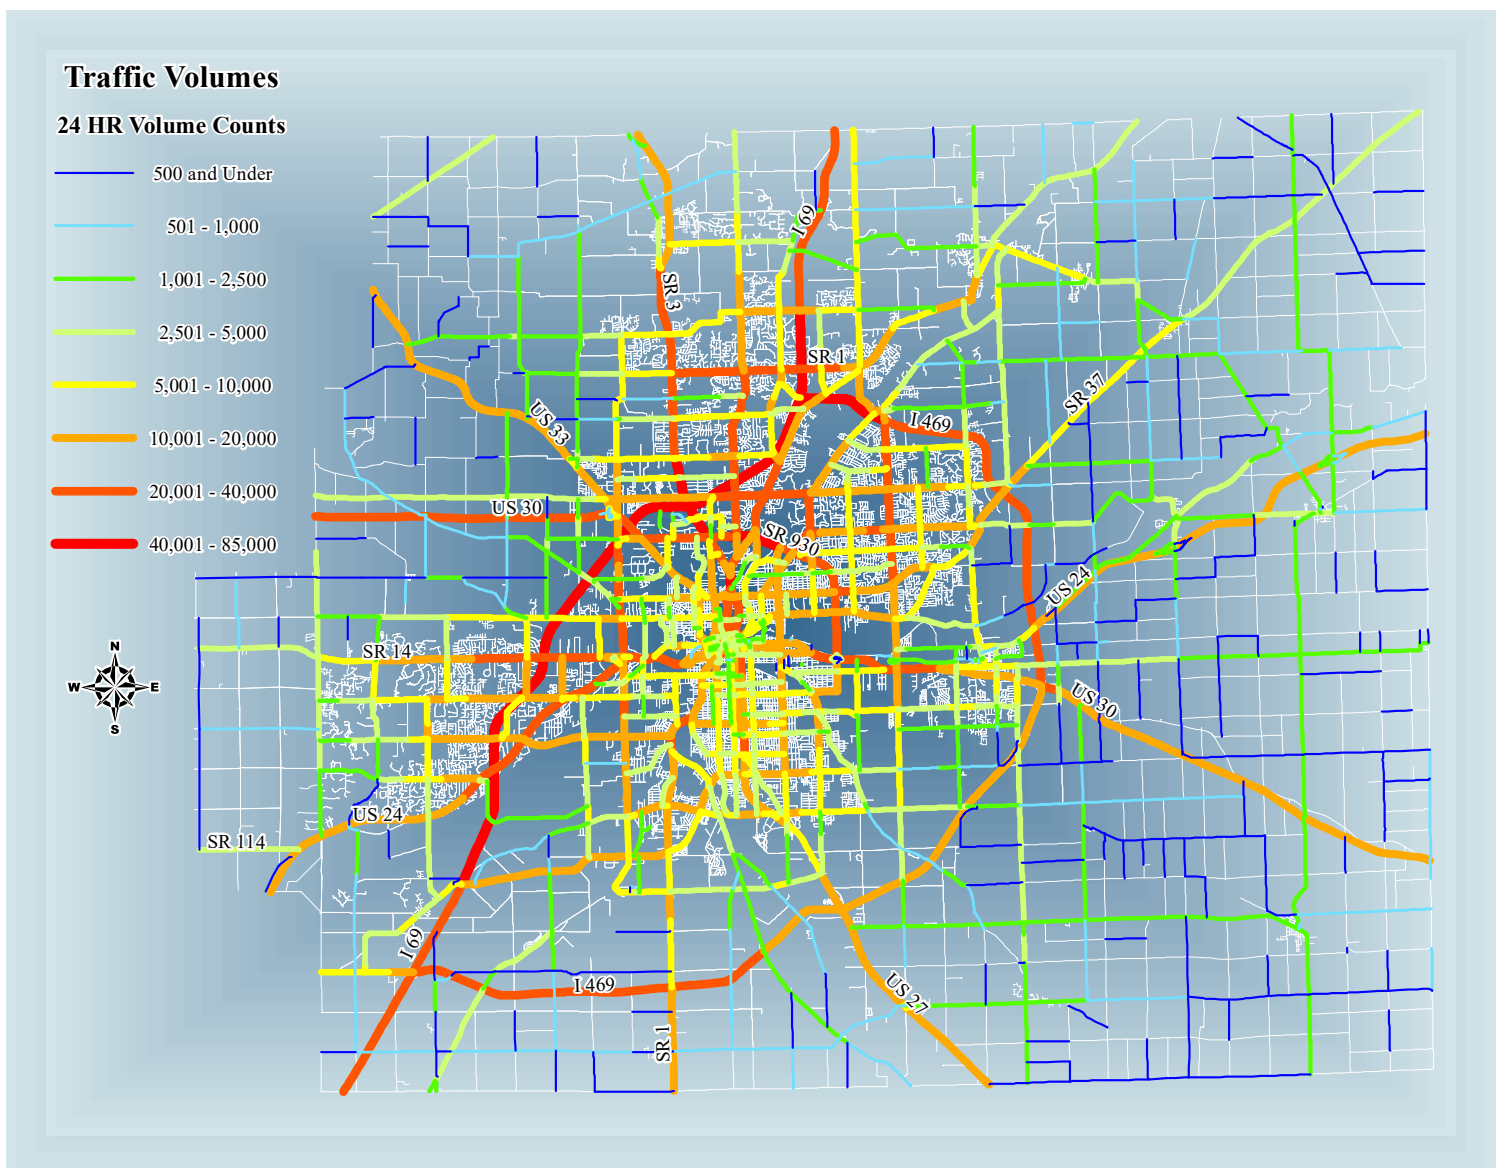 Traffic Volumes
24 HR Volume Counts
500 and Under
501 - 1,000
1,001 - 2,500
2,501 - 5,000
5,001 - 10,000
10,001 - 20,000
20,001 - 40,000
40,001 - 85,000
I 69
SR 3
SR 1
SR 37
US 33
I 469
US 30
SR 930
US 24
SR 14
N
W E
S
US 30
US 24
SR 114
I 69
I 469
US 27
SR 1